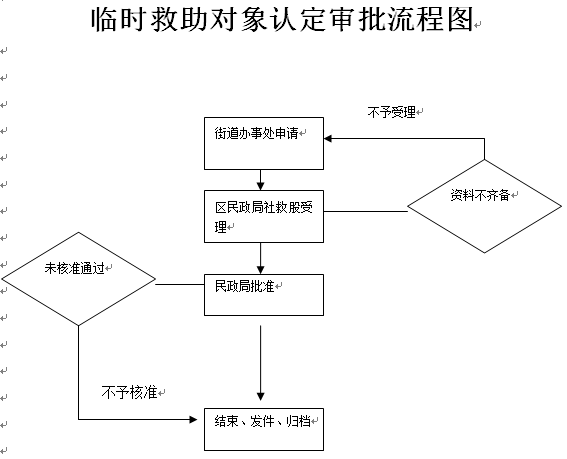 临时救助对象认定审批流程图
不予受理
街道办事处申请
资料不齐备
区民政局社救股受
理
未核准通过
民政局批准
不予核准
结束、发件、归档